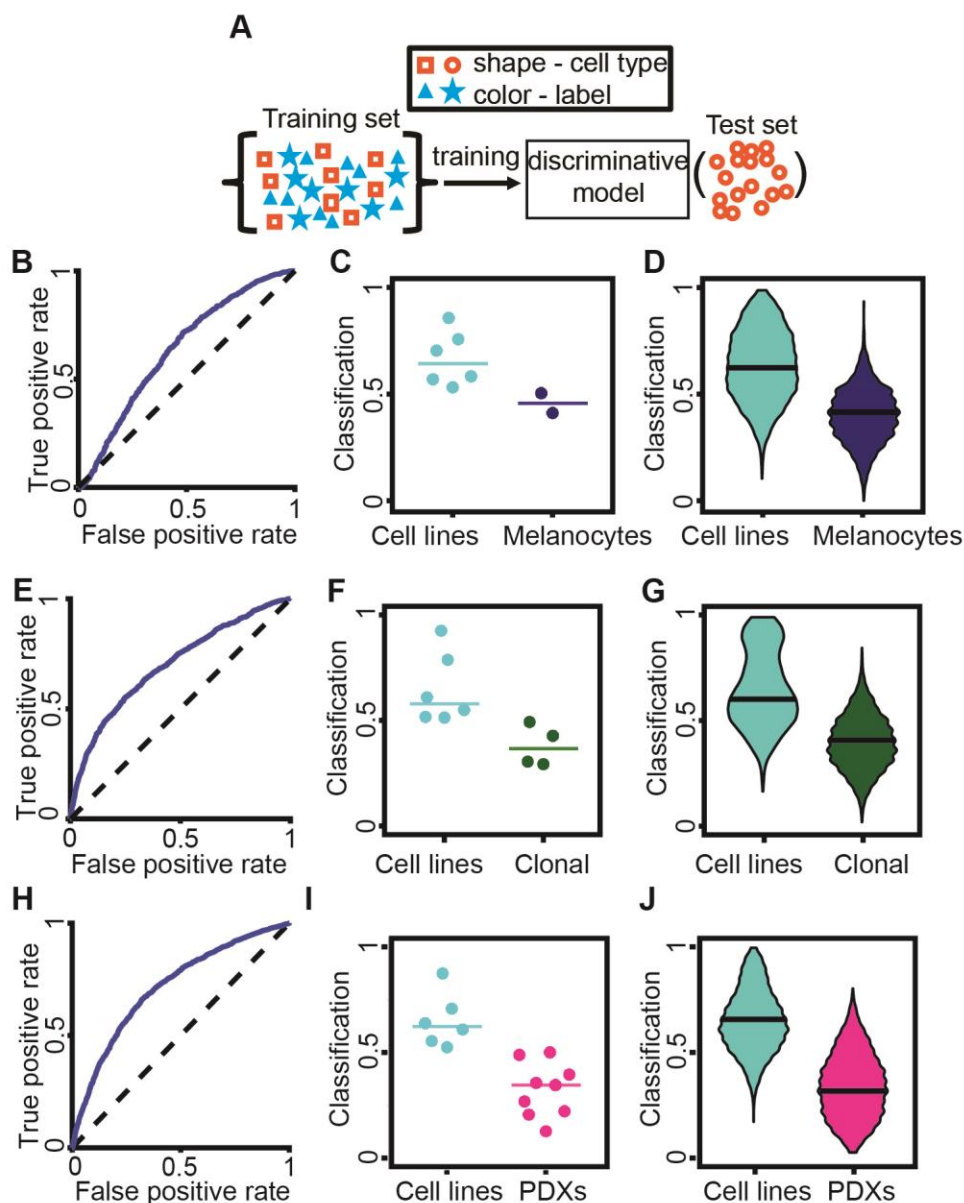 A
shape - cell type
color - label
Training set
training
discriminative
model
Test set
B
True positive rate
1
0.5
0
0
0.5
1
False positive rate
C
Classification
1
0.5
0
Cell lines
Melanocytes
D
Classification
1
0.5
0
Cell lines
Melanocytes
E
True positive rate
1
0.5
0
0
0.5
1
False positive rate
F
Classification
1
0.5
0
Cell lines
Clonal
G
Classification
1
0.5
0
Cell lines
Clonal
H
True positive rate
1
0.5
0
0
0.5
1
False positive rate
I
Classification
1
0.5
0
Cell lines
PDXs
J
Classification
1
0.5
0
Cell lines
PDXs